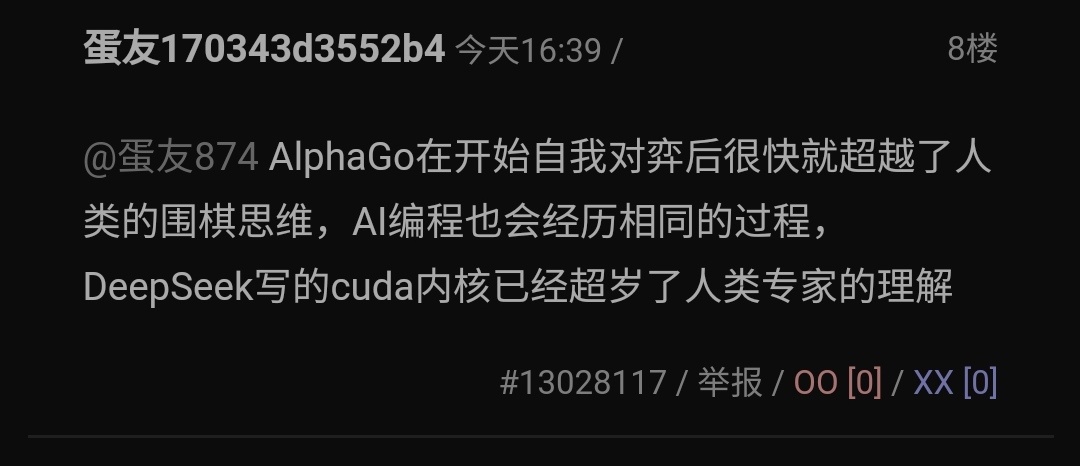 蛋友170343d3552b4 今天16:39 / 8楼
@蛋友874 AlphaGo在开始自我对弈后很快就超越了人
类的围棋思维，AI编程也会经历相同的过程，
DeepSeek写的cuda内核已经超岁了人类专家的理解
#13028117 / 举报 / OO [0] / XX [0]